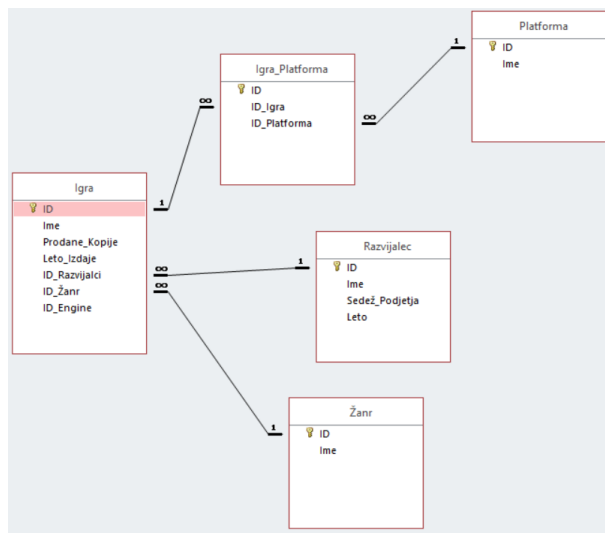 Platforma
ID
Ime
1
∞
Igra_Platforma
ID
ID_Igra
ID_Platforma
∞
∞
1
Igra
ID
Ime
Prodane_Kopije
Leto_Izdaje
ID_Razvijalci
ID_Žanr
ID_Engine
1
∞
∞
Razvijalec
ID
Ime
Sedež_Podjetja
Leto
1
Žanr
ID
Ime